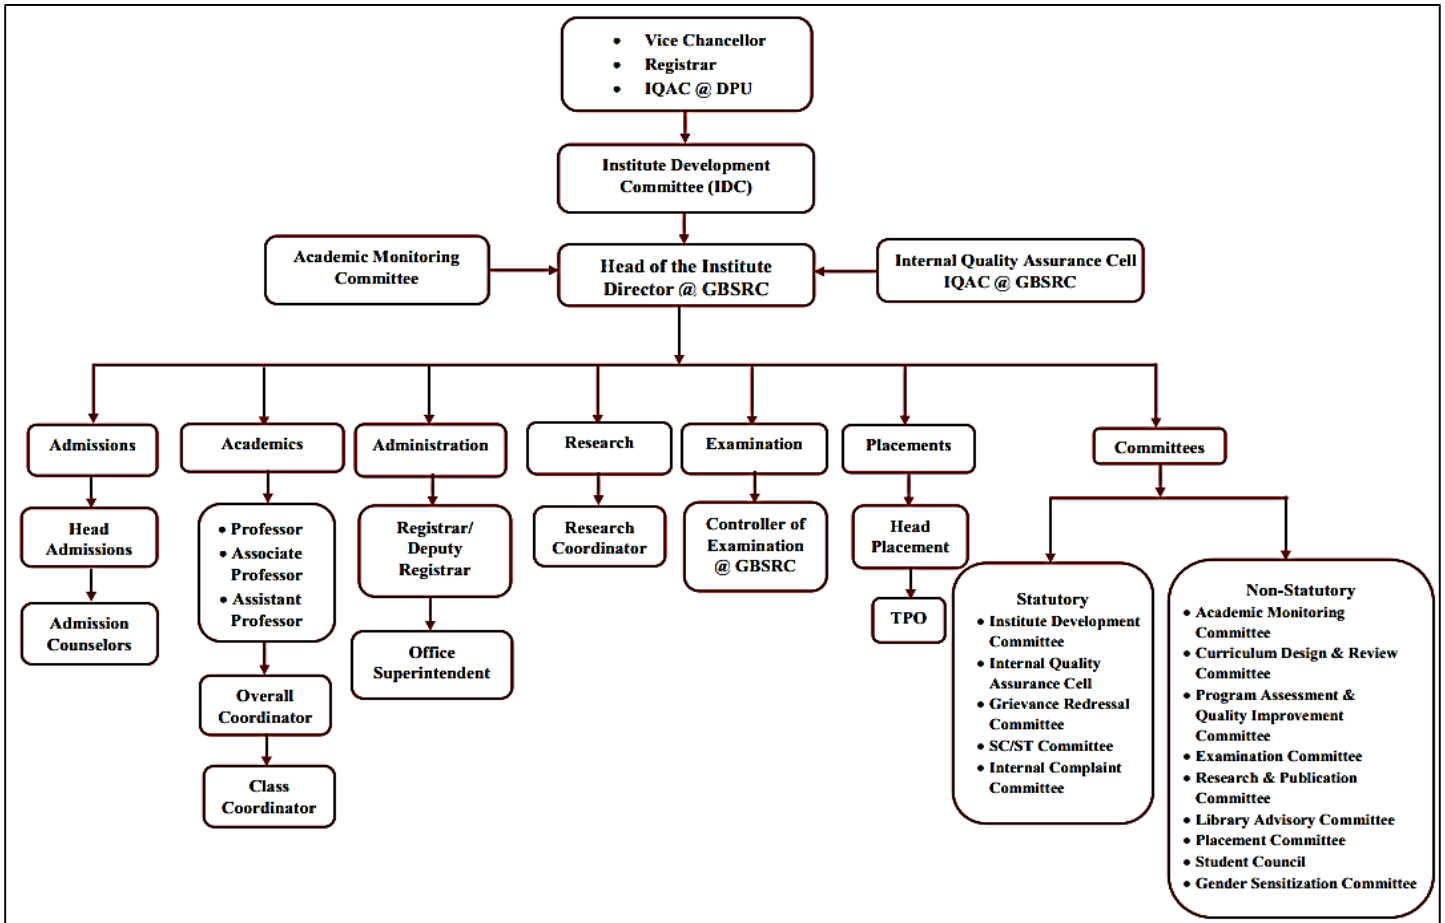 • Vice Chancellor
• Registrar
• IQAC @ DPU
Institute Development
Committee (IDC)
Academic Monitoring
Committee
Head of the Institute
Director @ GBSRC
Internal Quality Assurance Cell
IQAC @ GBSRC
Admissions
Academics
Administration
Research
Examination
Placements
Committees
Head
Admissions
Admission
Counselors
• Professor
• Associate
Professor
• Assistant
Professor
Overall
Coordinator
Class
Coordinator
Registrar/
Deputy
Registrar
Office
Superintendent
Research
Coordinator
Controller of
Examination
@ GBSRC
Head
Placement
TPO
Statutory
• Institute Development
Committee
• Internal Quality
Assurance Cell
• Grievance Redressal
Committee
• SC/ST Committee
• Internal Complaint
Committee
Non-Statutory
• Academic Monitoring
Committee
• Curriculum Design & Review
Committee
• Program Assessment &
Quality Improvement
Committee
• Examination Committee
• Research & Publication
Committee
• Library Advisory Committee
• Placement Committee
• Student Council
• Gender Sensitization Committee